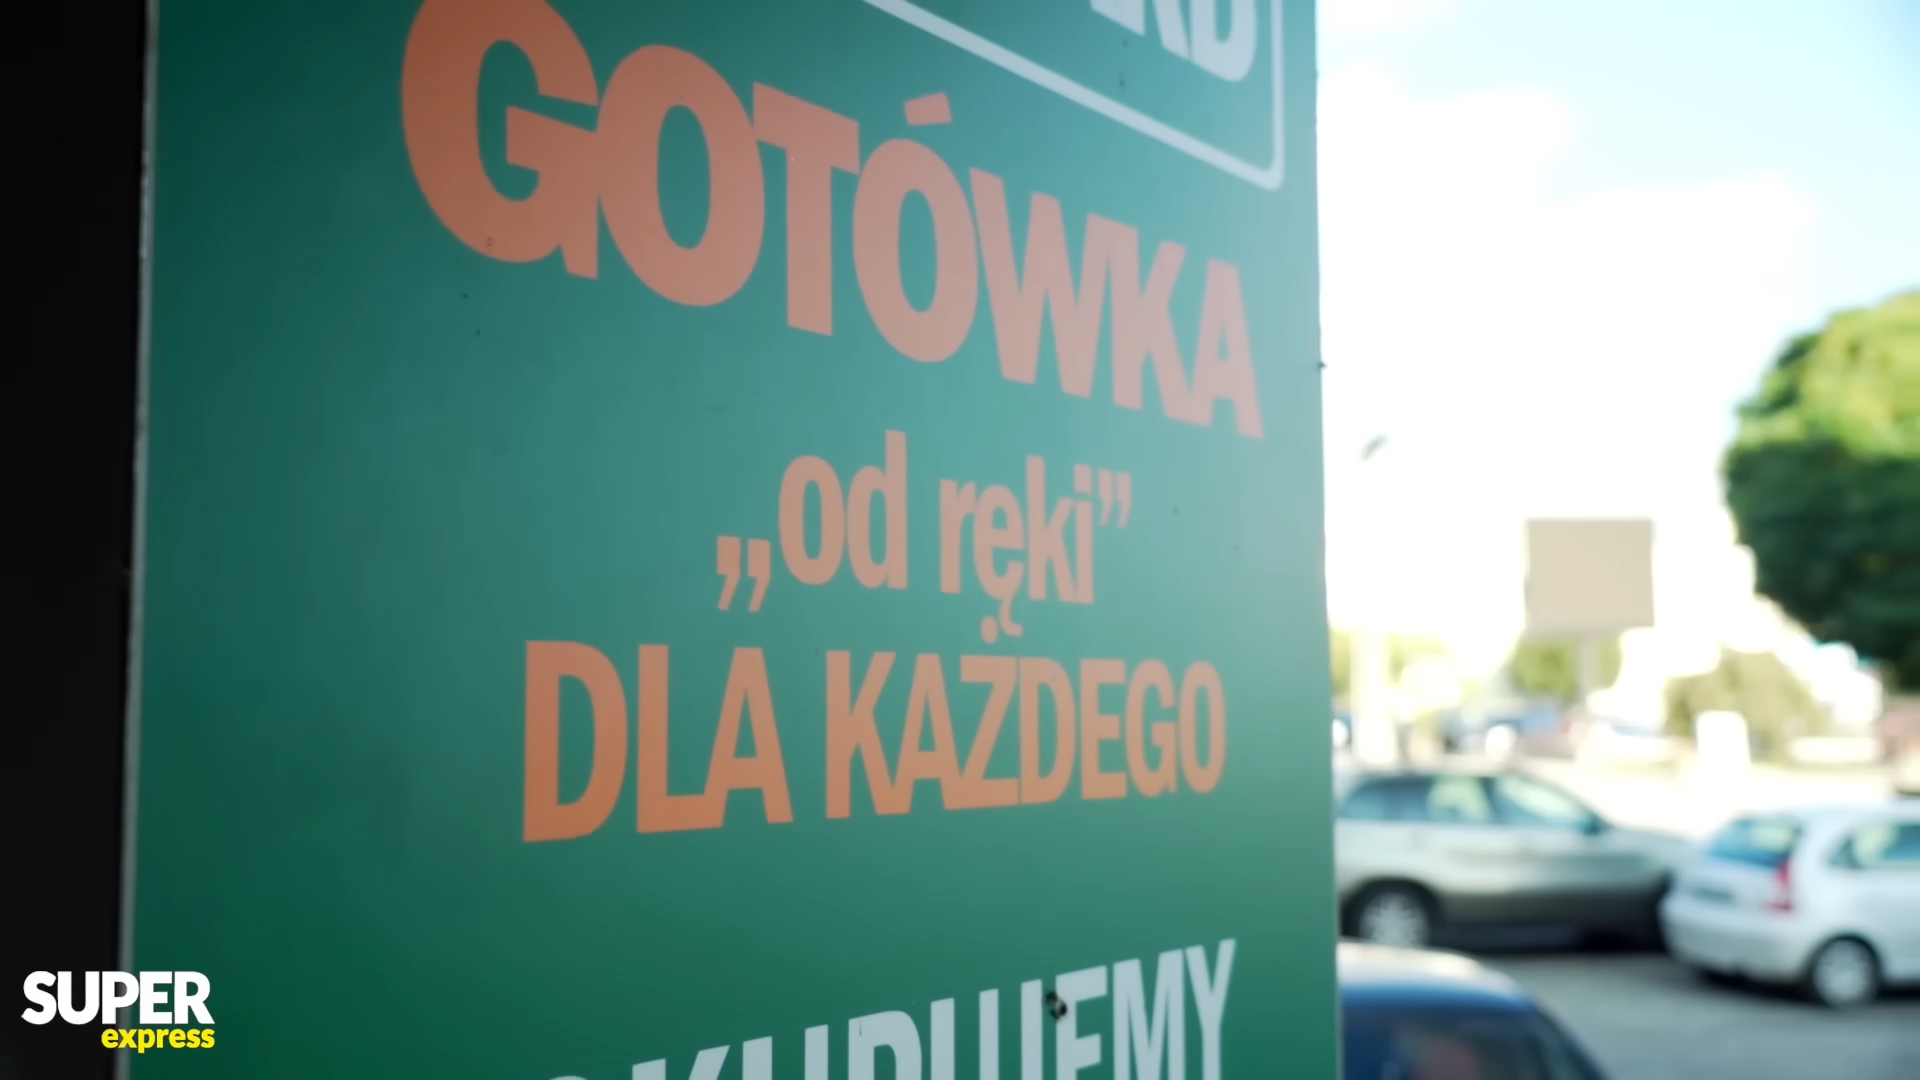 GOTÓWKA
„od ręki”
DLA KAŻDEGO
SUPER
express